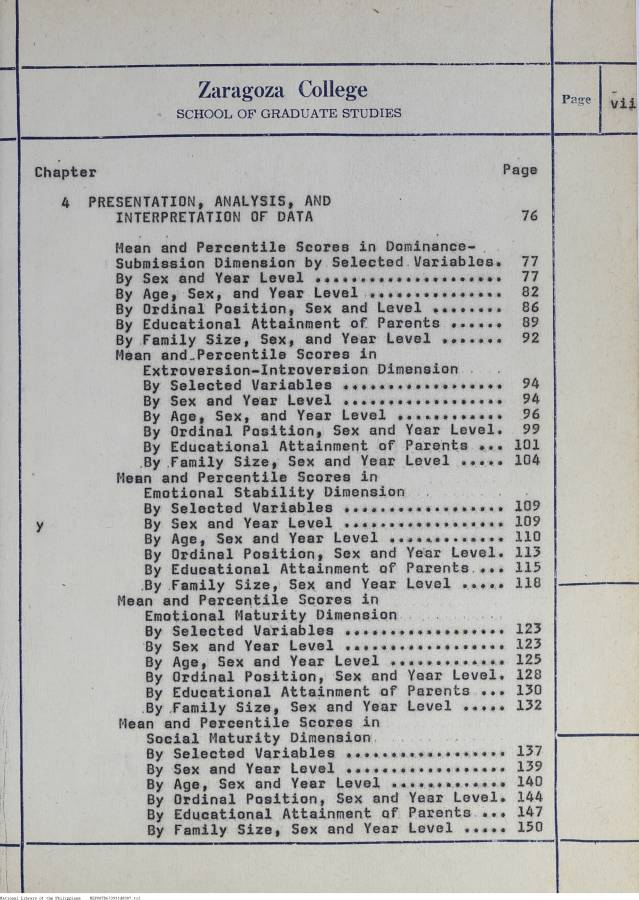 Zaragoza College
SCHOOL OF GRADUATE STUDIES
Page vii
Chapter Page
4 PRESENTATION, ANALYSIS, AND
INTERPRETATION OF DATA 76
Mean and Percentile Scores in Dominance-
Submission Dimension by Selected Variables. 77
By Sex and Year Level ..................... 77
By Age, Sex, and Year Level ............... 82
By Ordinal Position, Sex and Level ........ 86
By Educational Attainment of Parents ...... 89
By Family Size, Sex, and Year Level ....... 92
Mean and Percentile Scores in
Extroversion-Introversion Dimension
By Selected Variables .................. 94
By Sex and Year Level .................. 94
By Age, Sex, and Year Level ............ 96
By Ordinal Position, Sex and Year Level. 99
By Educational Attainment of Parents ... 101
By Family Size, Sex and Year Level ..... 104
Mean and Percentile Scores in
Emotional Stability Dimension
By Selected Variables .................. 109
y By Sex and Year Level .................. 109
By Age, Sex and Year Level ............. 110
By Ordinal Position, Sex and Year Level. 113
By Educational Attainment of Parents ... 115
By Family Size, Sex and Year Level ..... 118
Mean and Percentile Scores in
Emotional Maturity Dimension
By Selected Variables .................. 123
By Sex and Year Level .................. 123
By Age, Sex and Year Level ............. 125
By Ordinal Position, Sex and Year Level. 128
By Educational Attainment of Parents ... 130
By Family Size, Sex and Year Level ..... 132
Mean and Percentile Scores in
Social Maturity Dimension
By Selected Variables .................. 137
By Sex and Year Level .................. 139
By Age, Sex and Year Level ............. 140
By Ordinal Position, Sex and Year Level. 144
By Educational Attainment of Parents ... 147
By Family Size, Sex and Year Level ..... 150
National Library of the Philippines